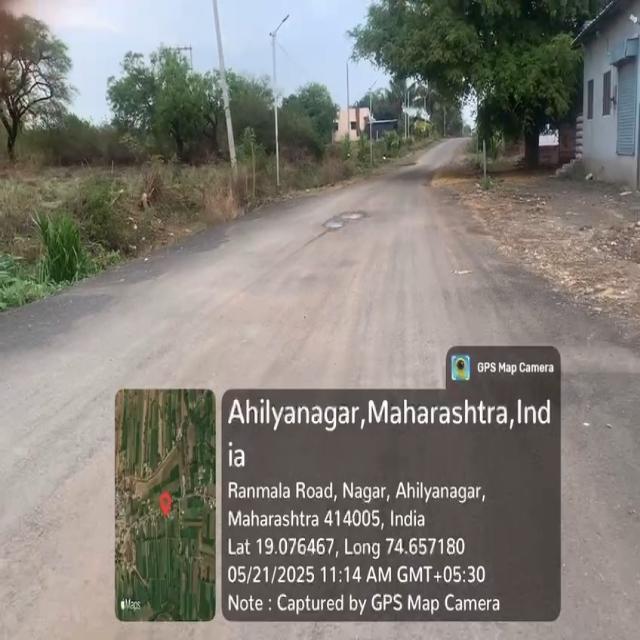 GPS Map Camera
Ahilyanagar,Maharashtra,Ind
ia
Ranmala Road, Nagar, Ahilyanagar,
Maharashtra 414005, India
Lat 19.076467, Long 74.657180
05/21/2025 11:14 AM GMT+05:30
Note : Captured by GPS Map Camera
Maps